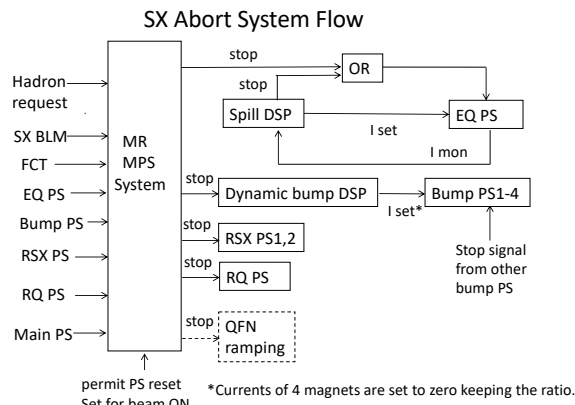 SX Abort System Flow
stop
OR
stop
Hadron
request
Spill DSP
EQ PS
I set
SX BLM
MR
MPS
System
I mon
FCT
EQ PS
stop
Dynamic bump DSP
Bump PS1-4
I set*
Bump PS
stop
RSX PS1,2
Stop signal
from other
bump PS
RSX PS
stop
RQ PS
RQ PS
stop
QFN
ramping
Main PS
permit PS reset
Set for beam ON
*Currents of 4 magnets are set to zero keeping the ratio.